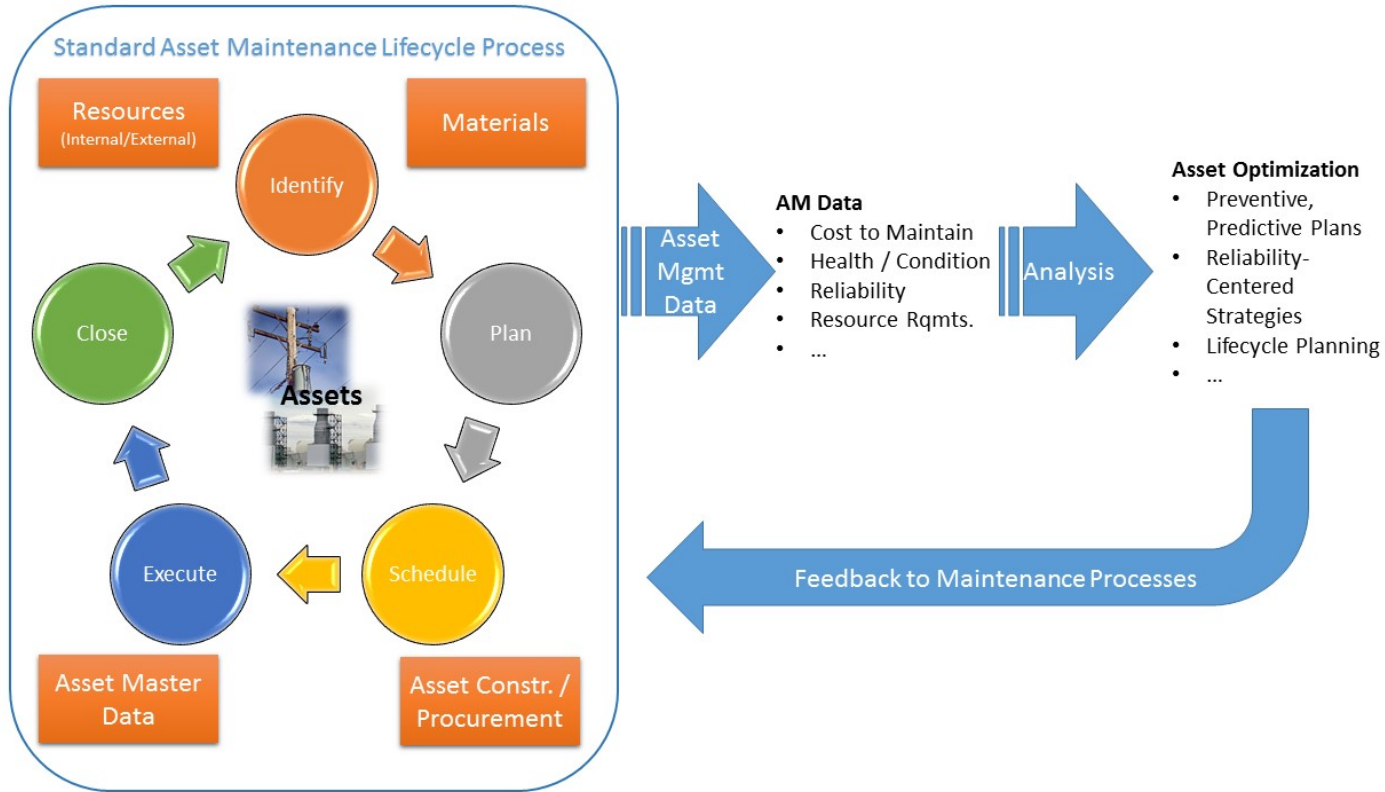 Standard Asset Maintenance Lifecycle Process
Resources
(Internal/External)
Materials
Identify
Close
Plan
Assets
Execute
Schedule
Asset Master
Data
Asset Constr. /
Procurement
Asset
Mgmt
Data
AM Data
• Cost to Maintain
• Health / Condition
• Reliability
• Resource Rqmts.
• ...
Analysis
Asset Optimization
• Preventive,
Predictive Plans
• Reliability-
Centered
Strategies
• Lifecycle Planning
• ...
Feedback to Maintenance Processes